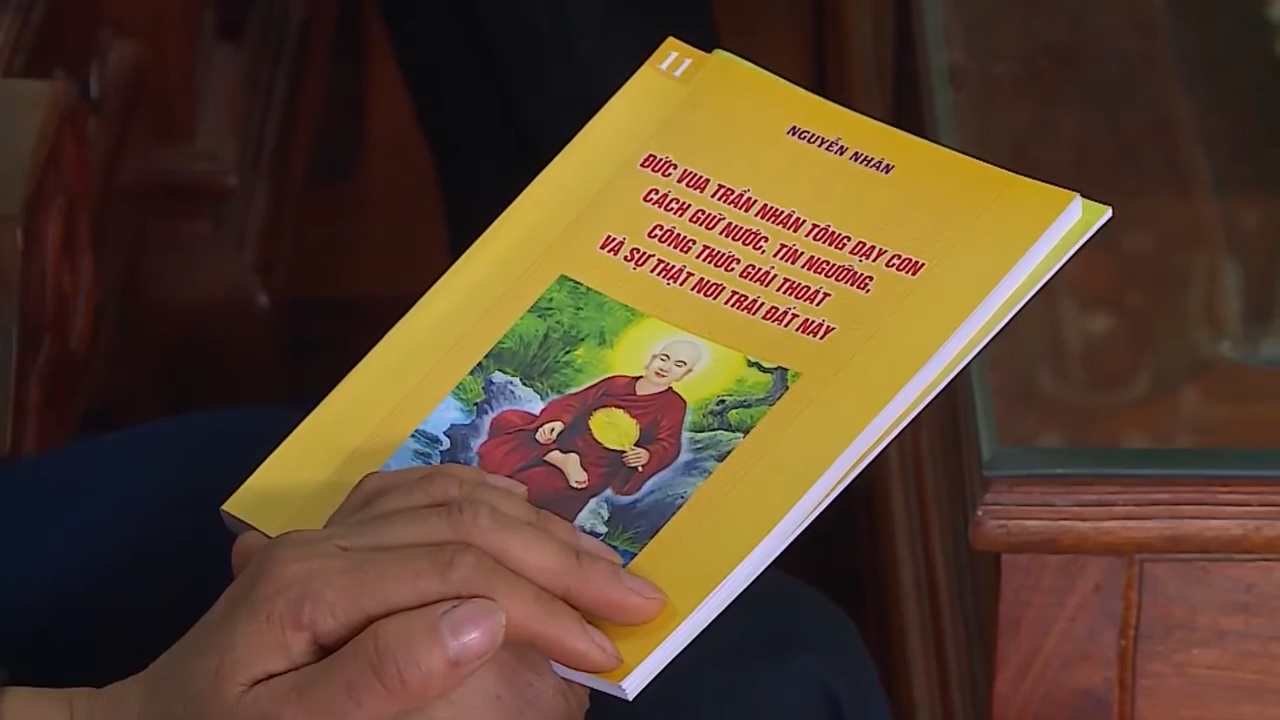 11
NGUYỄN NHÂN
ĐỨC VUA TRẦN NHÂN TÔNG DẠY CON
CÁCH GIỮ NƯỚC, TÍN NGƯỠNG,
CÔNG THỨC GIẢI THOÁT
VÀ SỰ THẬT NƠI TRÁI ĐẤT NÀY